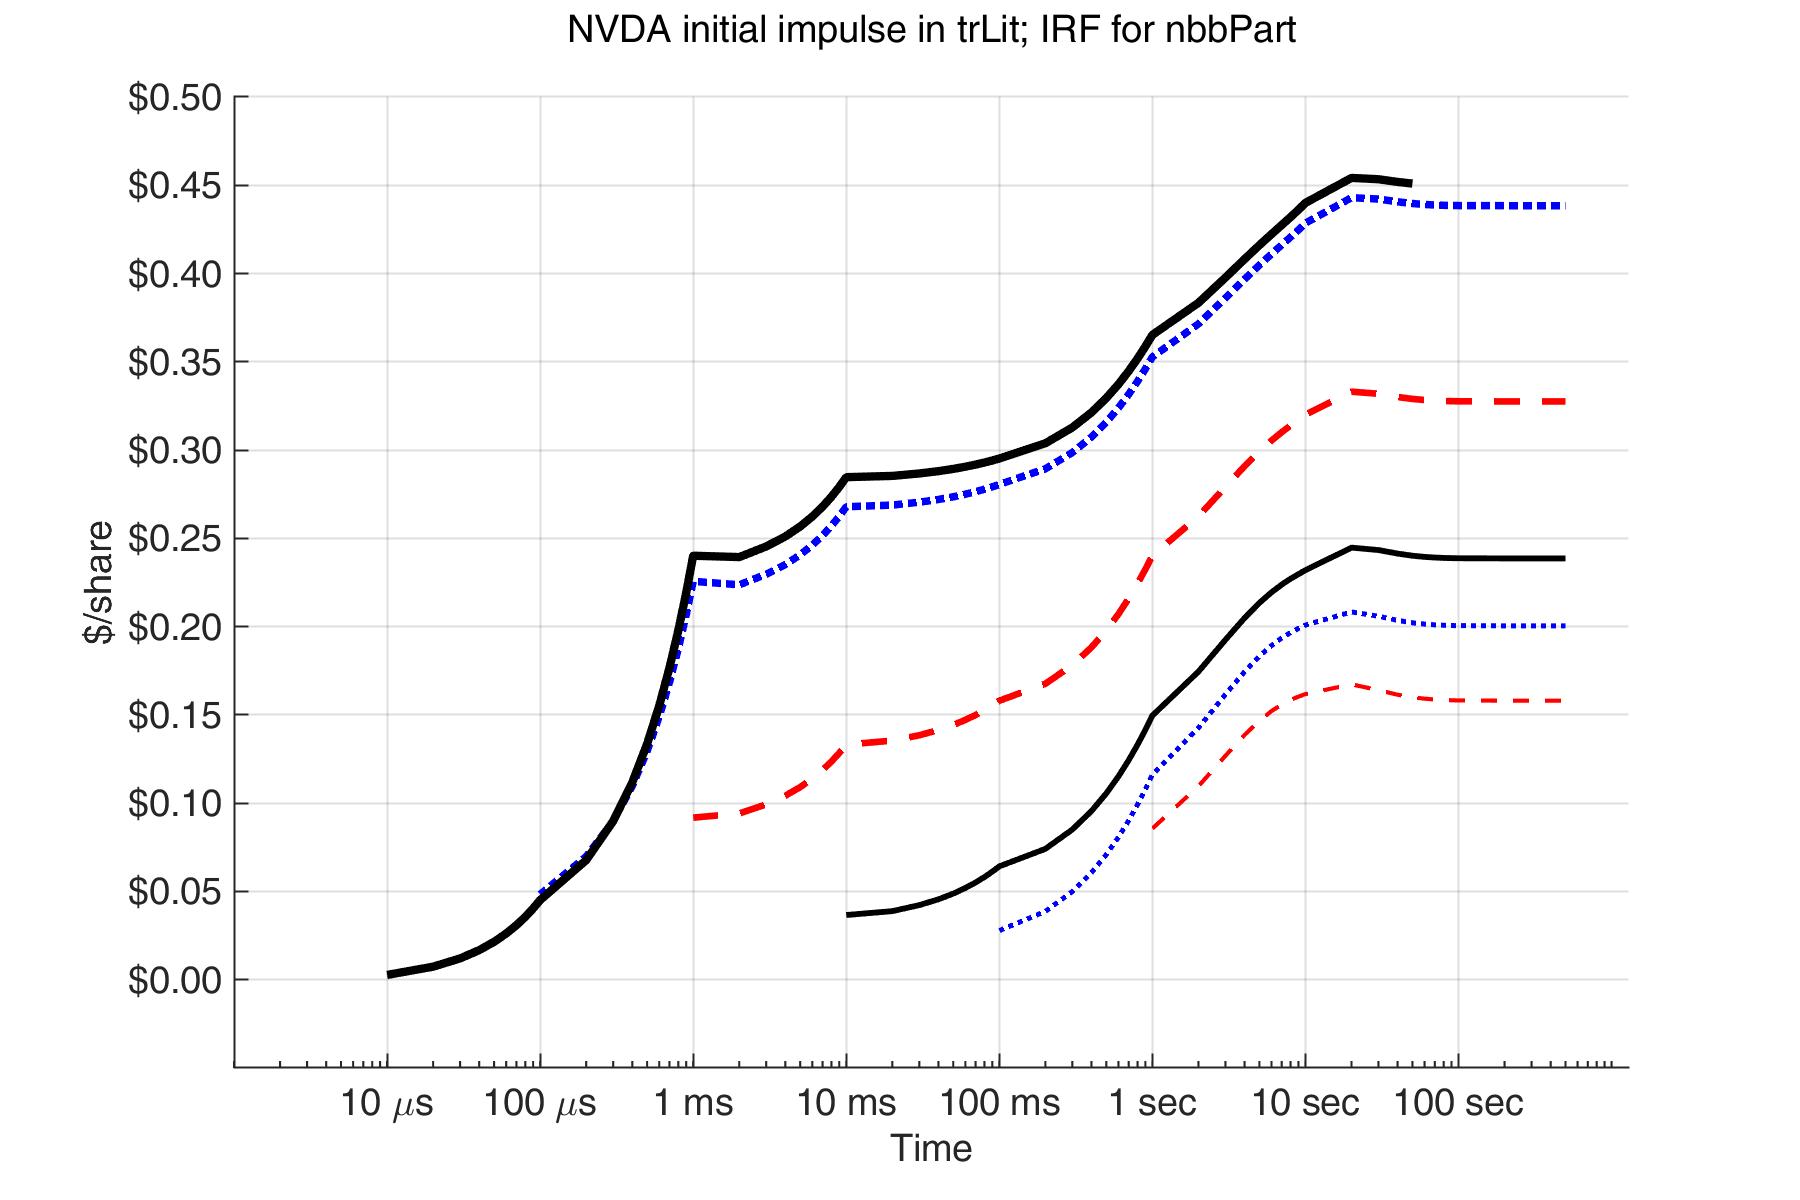 NVDA initial impulse in trLit; IRF for nbbPart
$0.50
$0.45
$0.40
$0.35
$0.30
$0.25
$0.20
$0.15
$0.10
$0.05
$0.00
$/share
10 μs 100 μs 1 ms 10 ms 100 ms 1 sec 10 sec 100 sec
Time